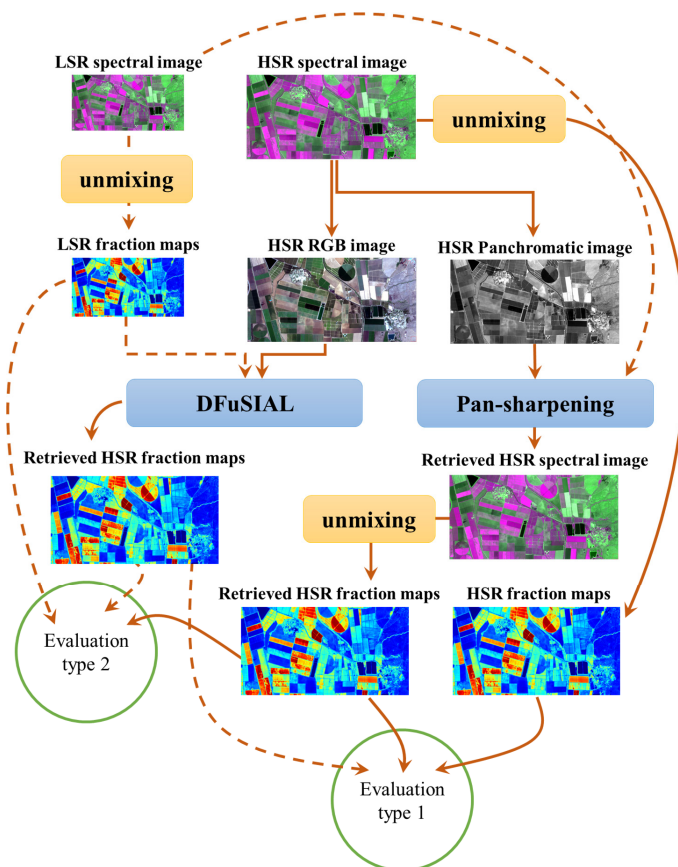 LSR spectral image
HSR spectral image
unmixing
unmixing
LSR fraction maps
HSR RGB image
HSR Panchromatic image
DFuSIAL
Pan-sharpening
Retrieved HSR fraction maps
Retrieved HSR spectral image
unmixing
Retrieved HSR fraction maps
HSR fraction maps
Evaluation
type 2
Evaluation
type 1